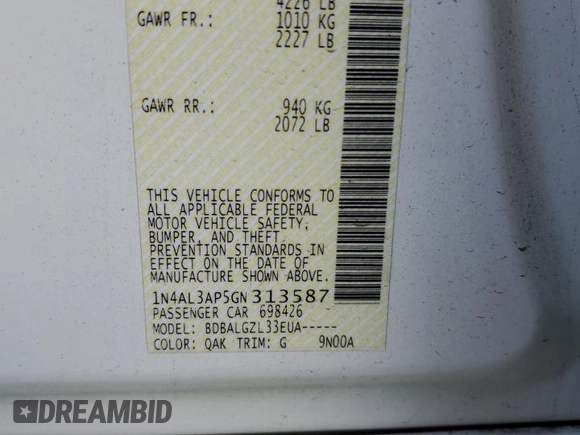 4226 LB
GAWR FR.: 1010 KG
2227 LB
GAWR RR.: 940 KG
2072 LB
THIS VEHICLE CONFORMS TO
ALL APPLICABLE FEDERAL
MOTOR VEHICLE SAFETY,
BUMPER, AND THEFT
PREVENTION STANDARDS IN
EFFECT ON THE DATE OF
MANUFACTURE SHOWN ABOVE.
1N4AL3AP5GN313587
PASSENGER CAR 698426
MODEL: BDBALGZL33EUA-----
COLOR: QAK TRIM: G 9N00A
DREAMBID